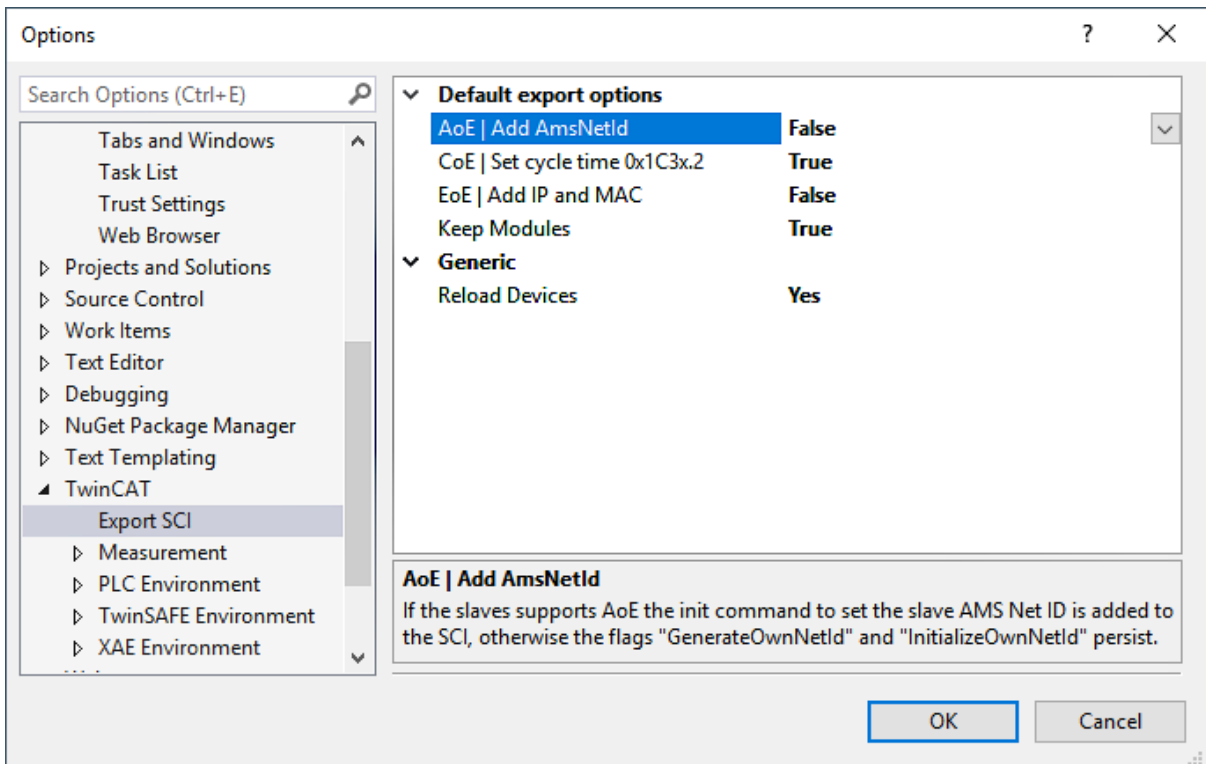 Options
?
Search Options (Ctrl+E)
Tabs and Windows
Task List
Trust Settings
Web Browser
Projects and Solutions
Source Control
Work Items
Text Editor
Debugging
NuGet Package Manager
Text Templating
TwinCAT
Export SCI
Measurement
PLC Environment
TwinSAFE Environment
XAE Environment
Default export options
AoE | Add AmsNetId False
CoE | Set cycle time 0x1C3x.2 True
EoE | Add IP and MAC False
Keep Modules True
Generic
Reload Devices Yes
AoE | Add AmsNetId
If the slaves supports AoE the init command to set the slave AMS Net ID is added to
the SCI, otherwise the flags "GenerateOwnNetId" and "InitializeOwnNetId" persist.
OK Cancel